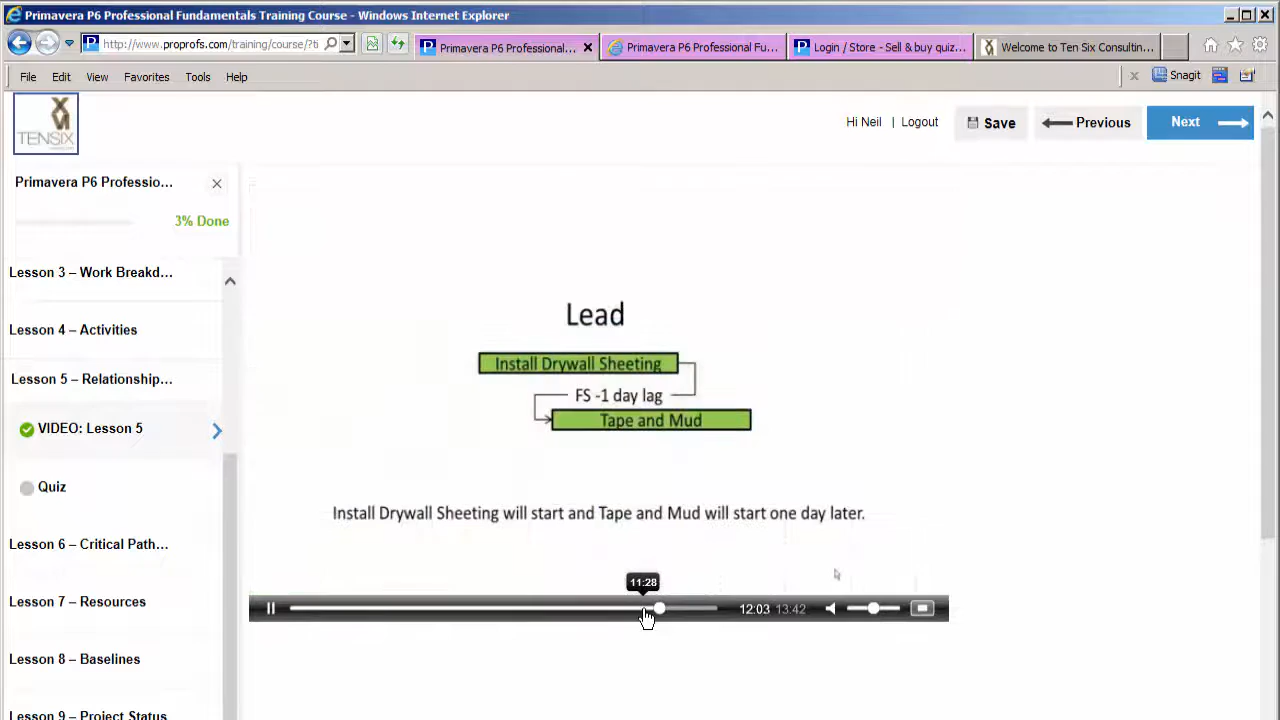 Primavera P6 Professional Fundamentals Training Course - Windows Internet Explorer
http://www.proprofs.com/training/course/?ti
Primavera P6 Professional...
Primavera P6 Professional Fu...
Login / Store - Sell & buy quiz...
Welcome to Ten Six Consultin...
File Edit View Favorites Tools Help
Snagit
TENSIX
Hi Neil | Logout
Save
Previous
Next
Primavera P6 Professio...
3% Done
Lesson 3 – Work Breakd...
Lesson 4 – Activities
Lesson 5 – Relationship...
VIDEO: Lesson 5
Quiz
Lesson 6 – Critical Path...
Lesson 7 – Resources
Lesson 8 – Baselines
Lesson 9 – Project Status
Lead
Install Drywall Sheeting
FS -1 day lag
Tape and Mud
Install Drywall Sheeting will start and Tape and Mud will start one day later.
11:28
12:03 13:42